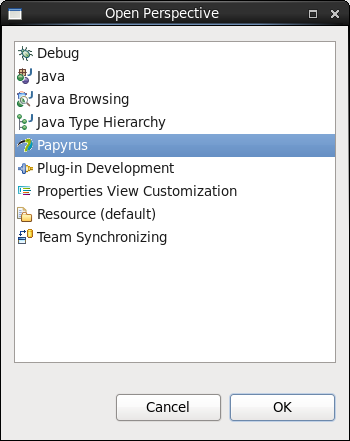 Open Perspective
Debug
Java
Java Browsing
Java Type Hierarchy
Papyrus
Plug-in Development
Properties View Customization
Resource (default)
Team Synchronizing
Cancel
OK